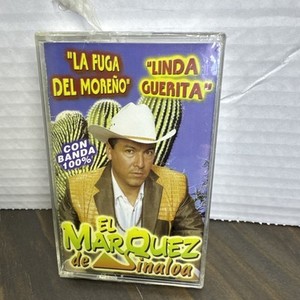 "LA FUGA
DEL MOREÑO"
"LINDA
GUERITA"
CON
BANDA
100%
EL
MARQUEZ
de Sinaloa